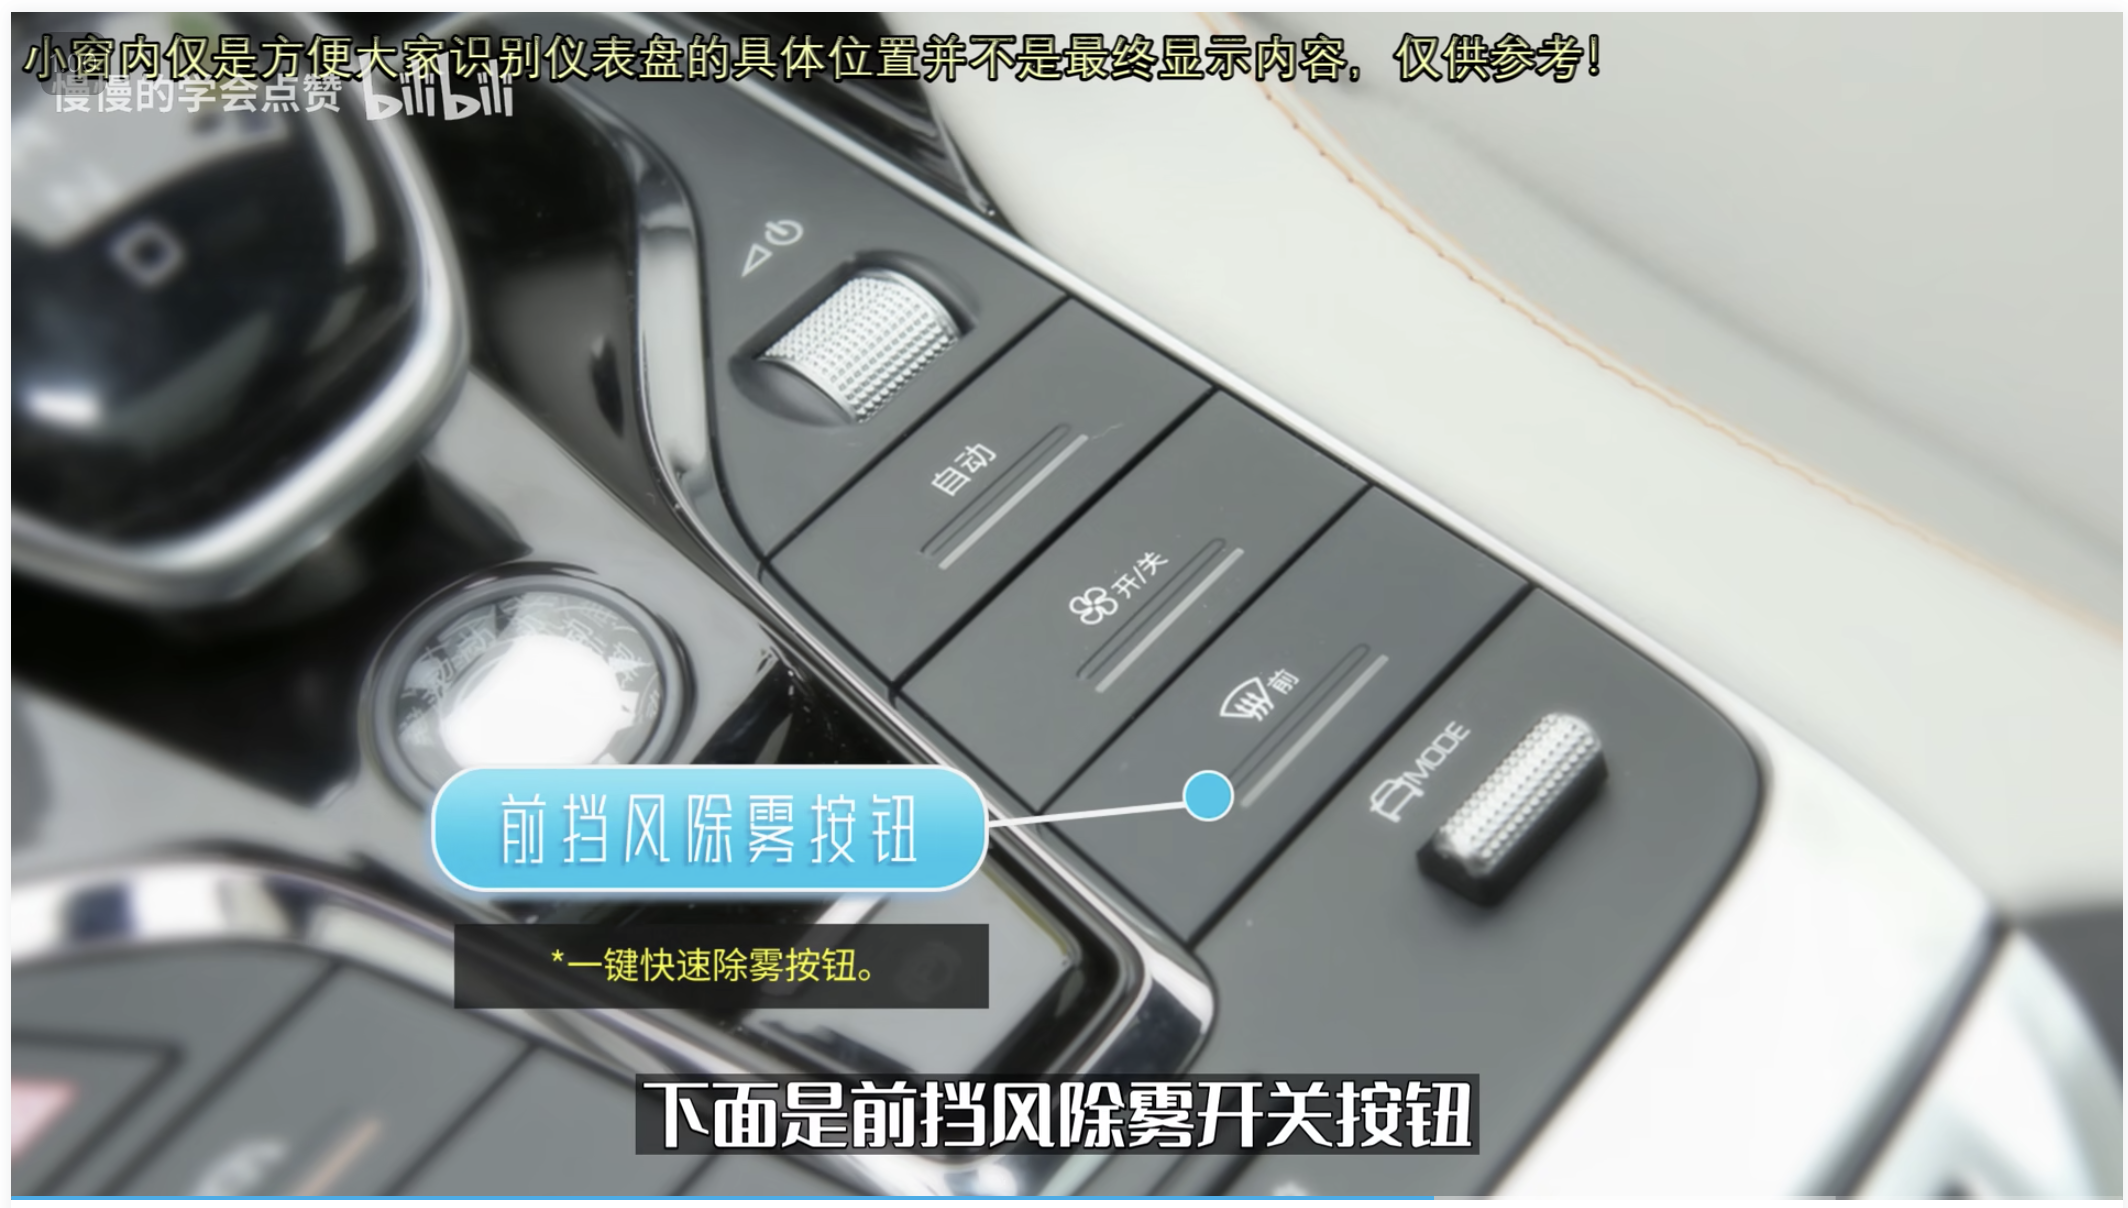 小窗内仅是方便大家识别仪表盘的具体位置并不是最终显示内容，仅供参考!
慢慢的学会点赞 bilibili
自动
开/关
前
MODE
前挡风除雾按钮
*一键快速除雾按钮。
下面是前挡风除雾开关按钮